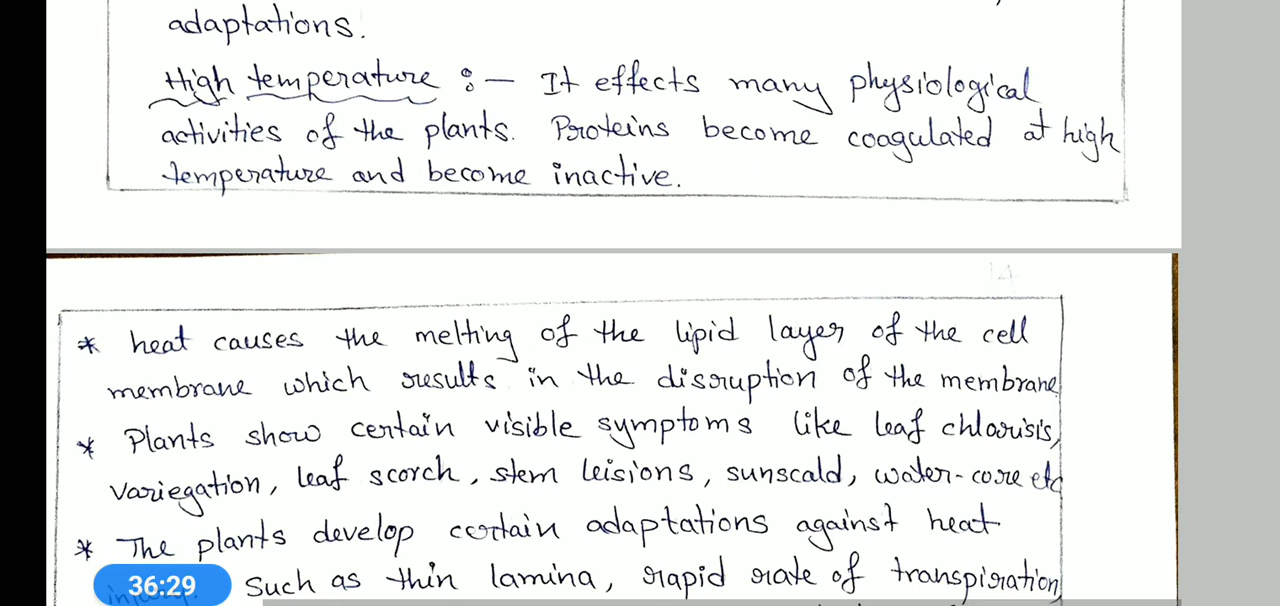 adaptations.
High temperature :- It effects many physiological
activities of the plants. Proteins become coagulated at high
temperature and become inactive.
14
* heat causes the melting of the lipid layer of the cell
membrane which results in the disruption of the membrane
* Plants show certain visible symptoms like leaf chlorisis,
variegation, leaf scorch, stem leisions, sunscald, water-core etc
* The plants develop certain adaptations against heat
Such as thin lamina, rapid rate of transpiration,
36:29